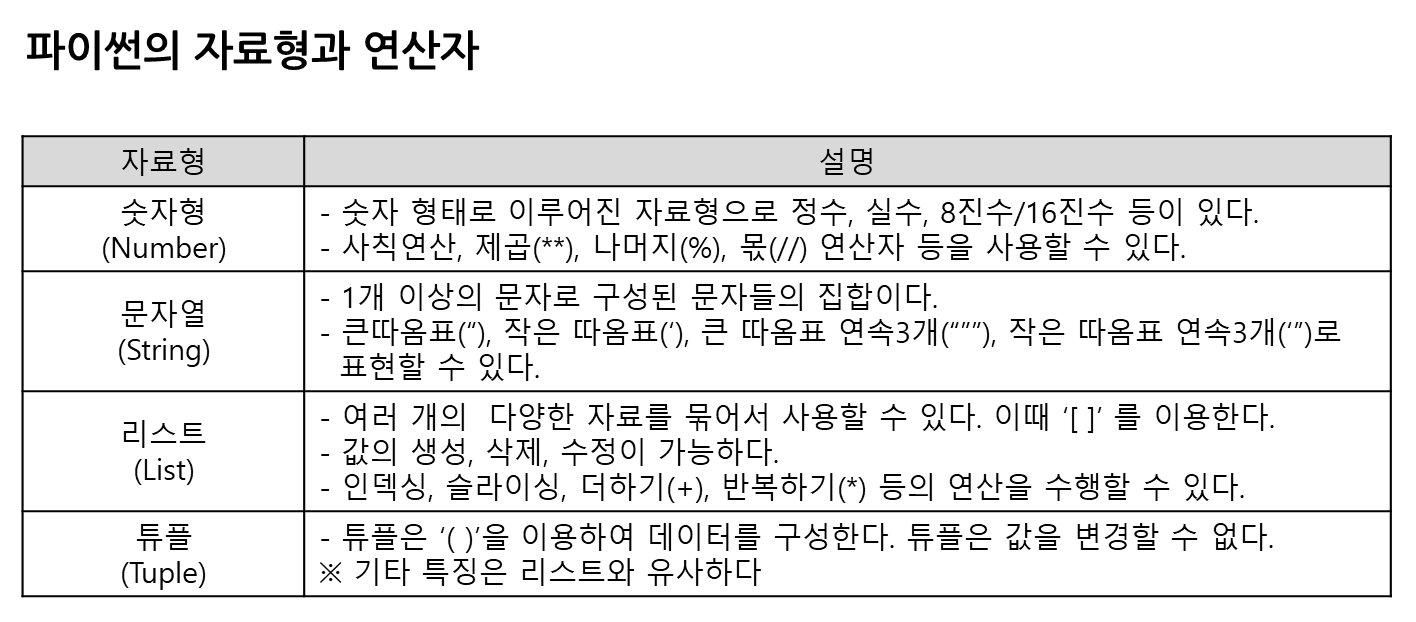 파이썬의 자료형과 연산자
자료형
설명
숫자형
(Number)
- 숫자 형태로 이루어진 자료형으로 정수, 실수, 8진수/16진수 등이 있다.
- 사칙연산, 제곱(**), 나머지(%), 몫(//) 연산자 등을 사용할 수 있다.
문자열
(String)
- 1개 이상의 문자로 구성된 문자들의 집합이다.
- 큰따옴표(“), 작은 따옴표(‘), 큰 따옴표 연속3개(“””), 작은 따옴표 연속3개(‘’’)로
표현할 수 있다.
리스트
(List)
- 여러 개의  다양한 자료를 묶어서 사용할 수 있다. 이때 ‘[ ]’ 를 이용한다.
- 값의 생성, 삭제, 수정이 가능하다.
- 인덱싱, 슬라이싱, 더하기(+), 반복하기(*) 등의 연산을 수행할 수 있다.
튜플
(Tuple)
- 튜플은 ‘( )’을 이용하여 데이터를 구성한다. 튜플은 값을 변경할 수 없다.
※ 기타 특징은 리스트와 유사하다